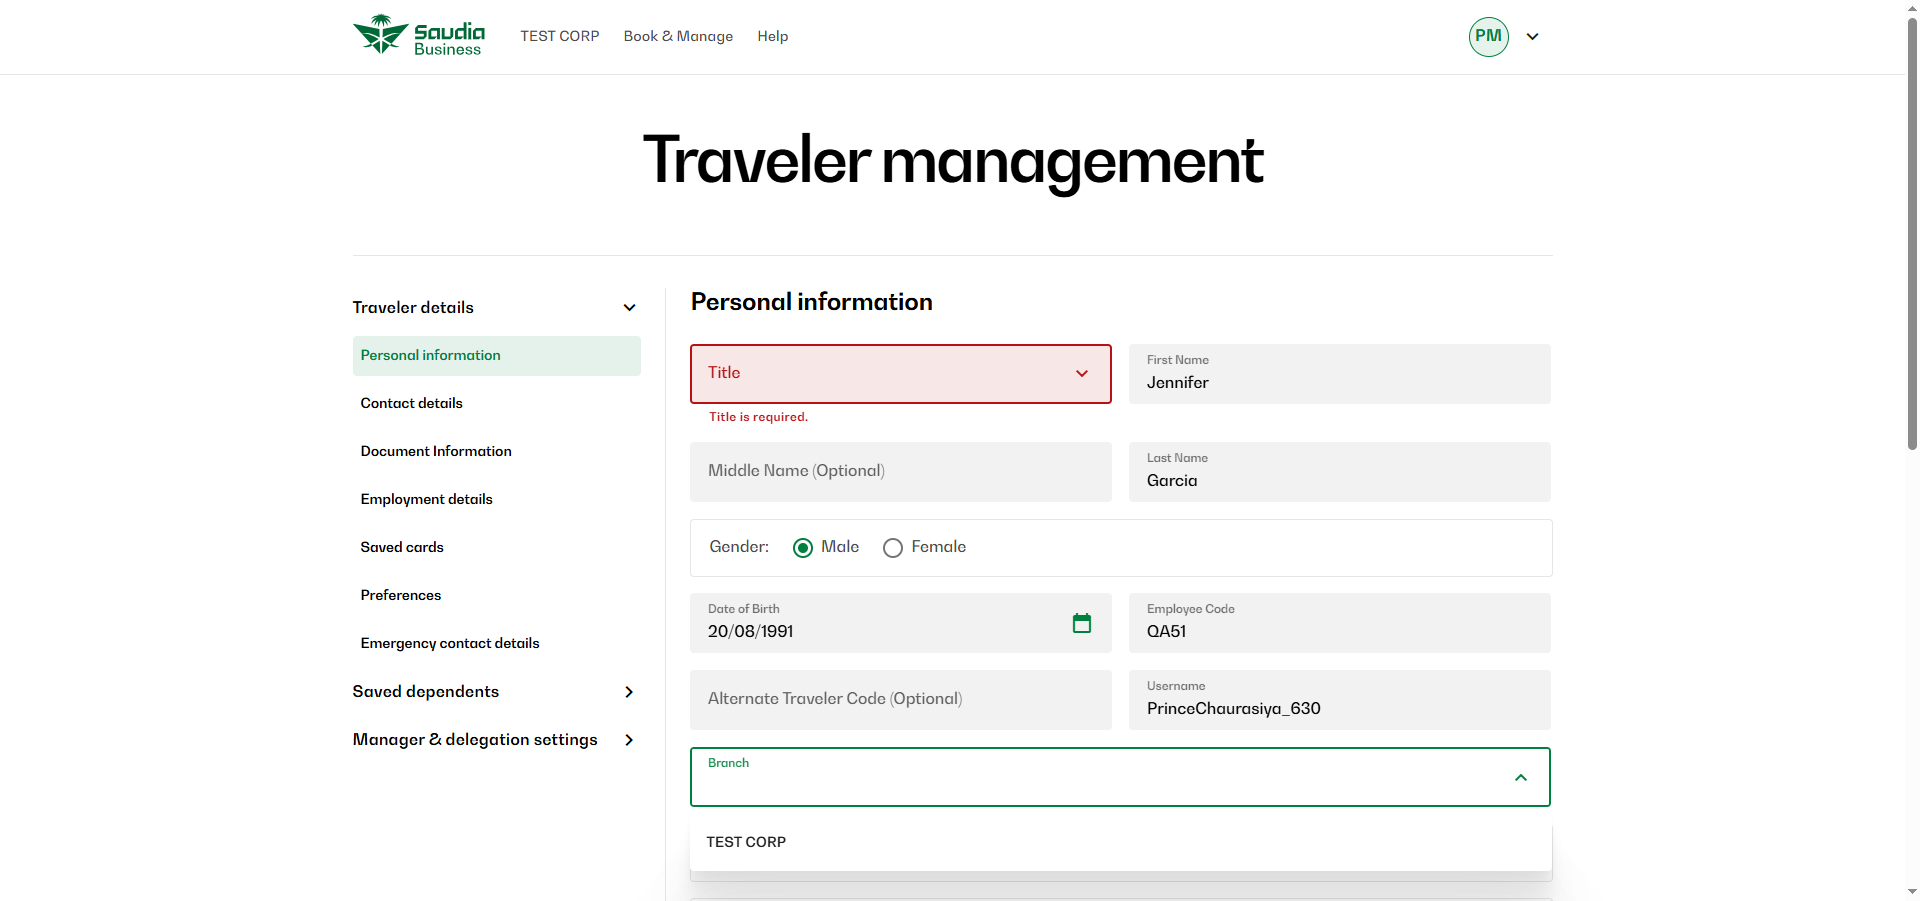 Saudia
Business
TEST CORP
Book & Manage
Help
PM
Traveler management
Traveler details
Personal information
Contact details
Document Information
Employment details
Saved cards
Preferences
Emergency contact details
Saved dependents
Manager & delegation settings
Personal information
Title
Title is required.
First Name
Jennifer
Middle Name (Optional)
Last Name
Garcia
Gender:
Male
Female
Date of Birth
20/08/1991
Employee Code
QA51
Alternate Traveler Code (Optional)
Username
PrinceChaurasiya_630
Branch
TEST CORP